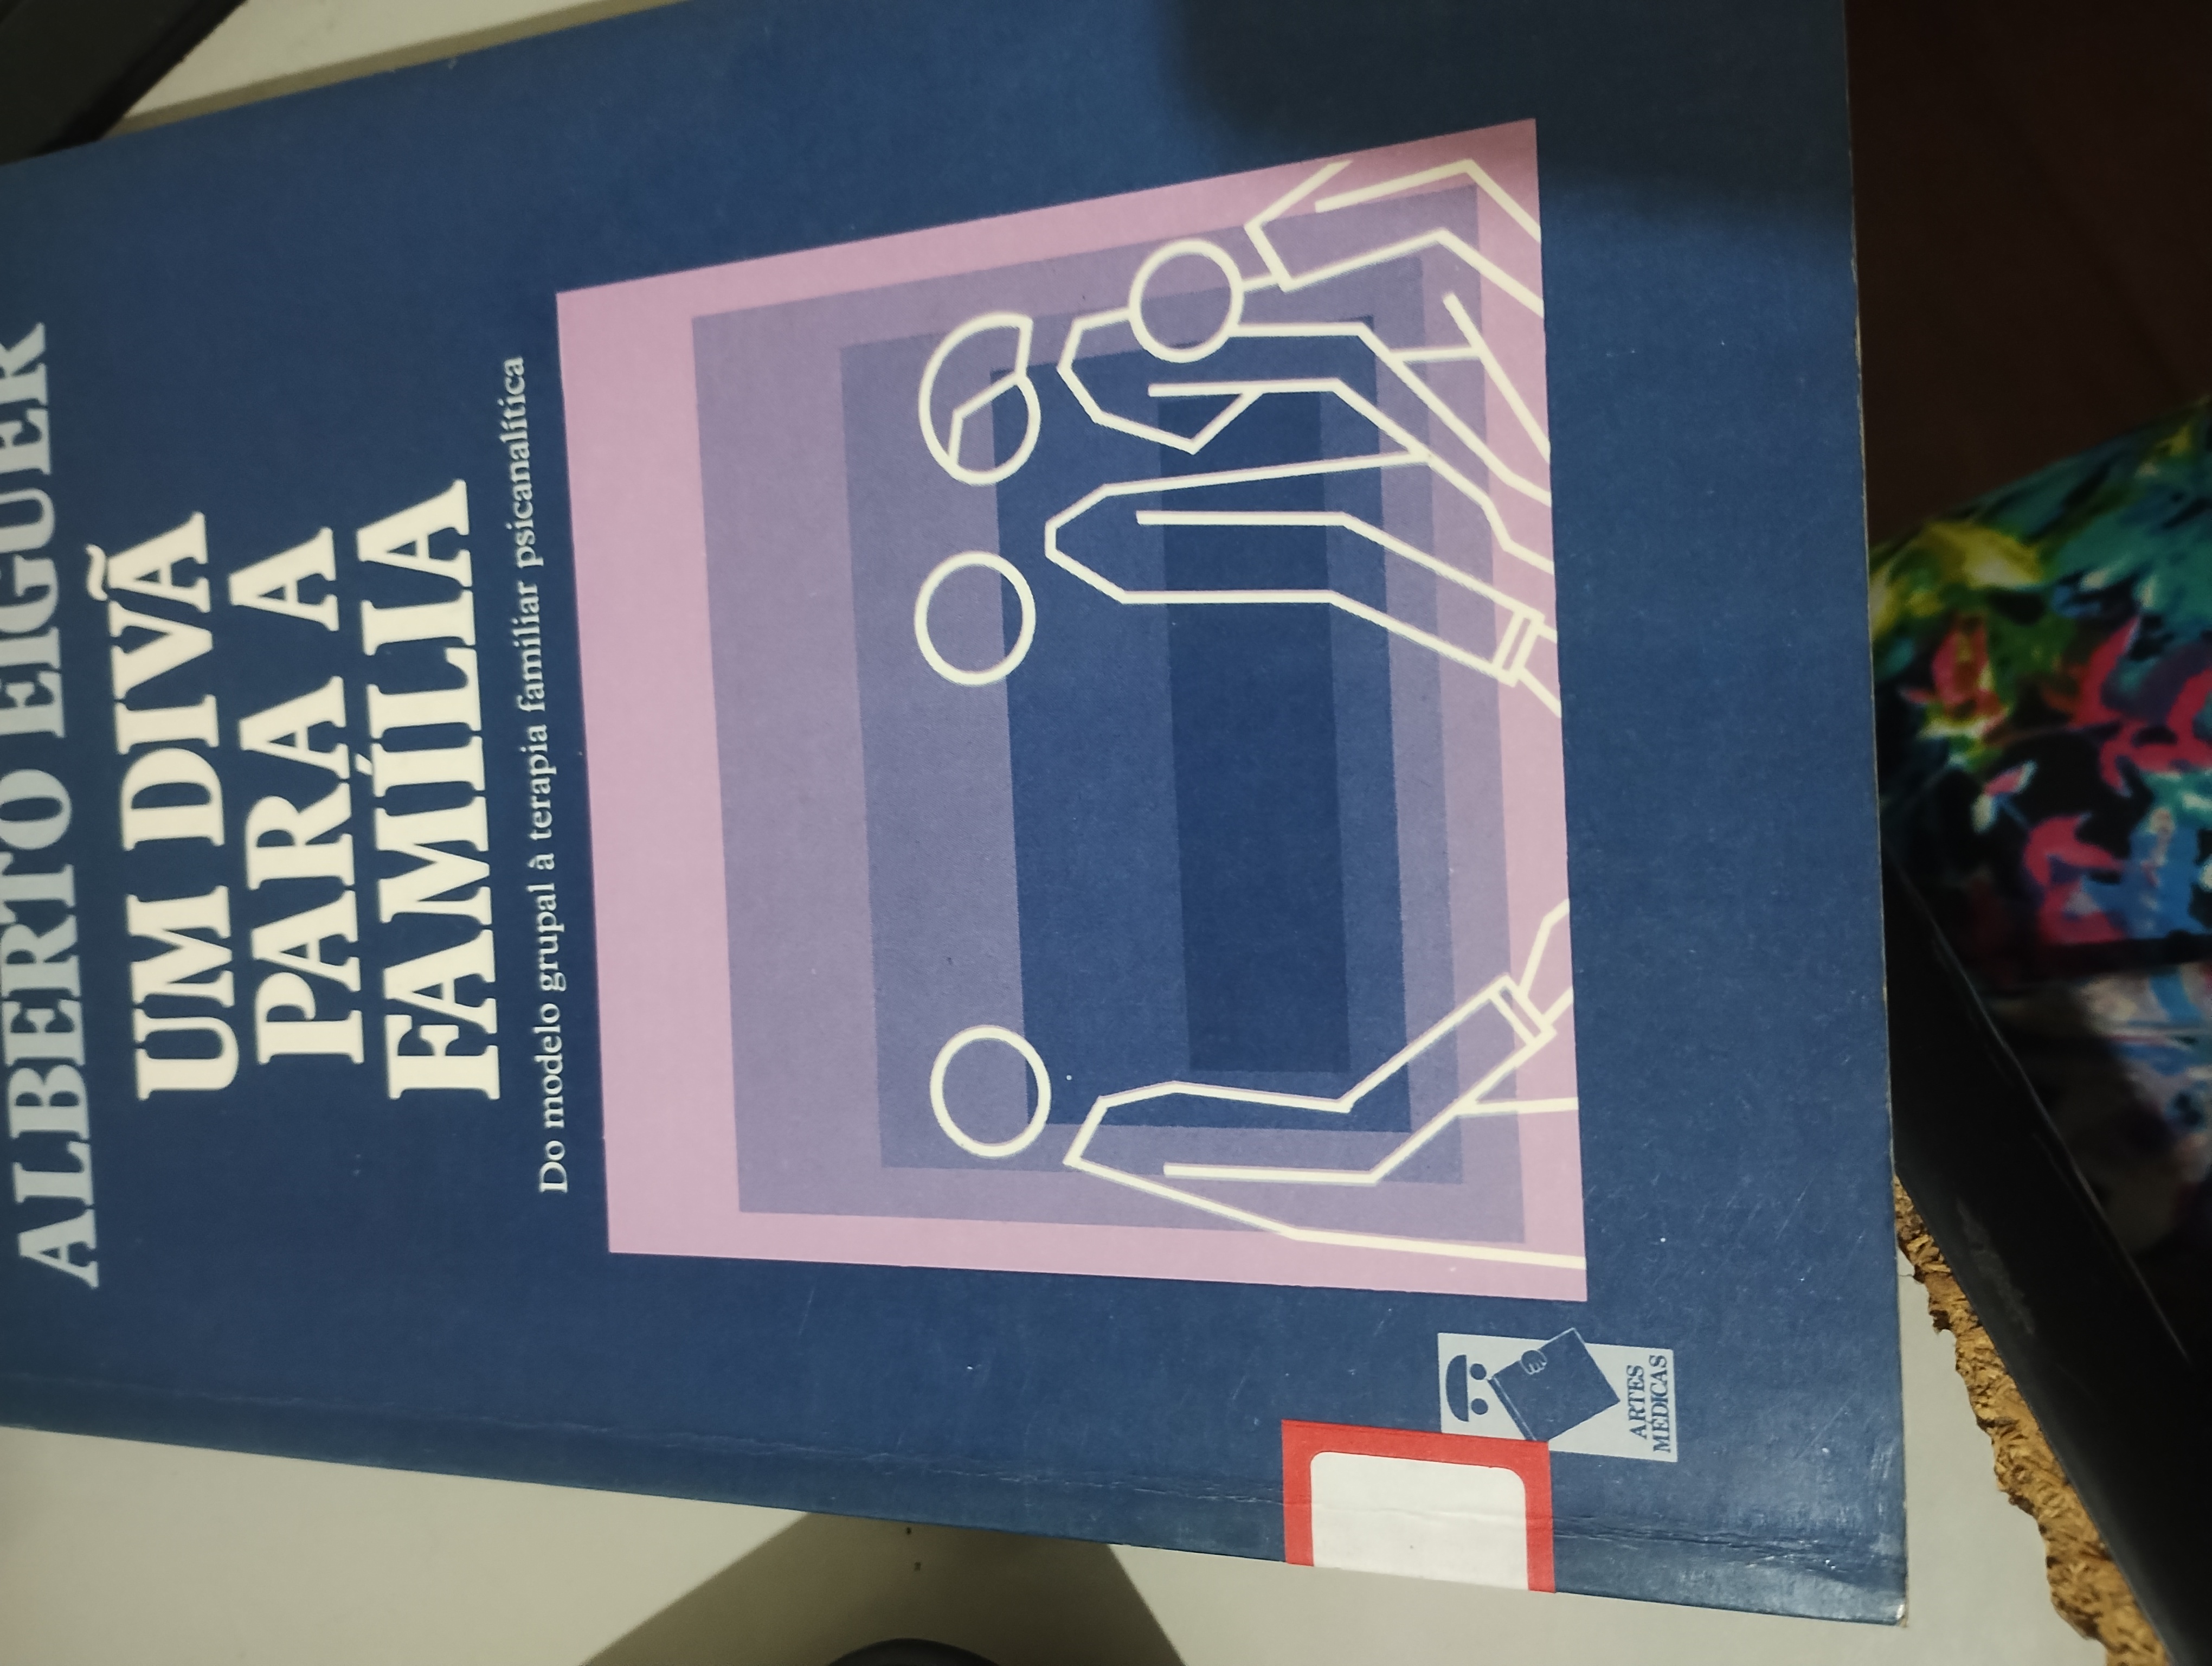 ALBERTO EIGUER
UM DIVÃ
PARA A
FAMÍLIA
Do modelo grupal à terapia familiar psicanalítica
ARTES
MÉDICAS